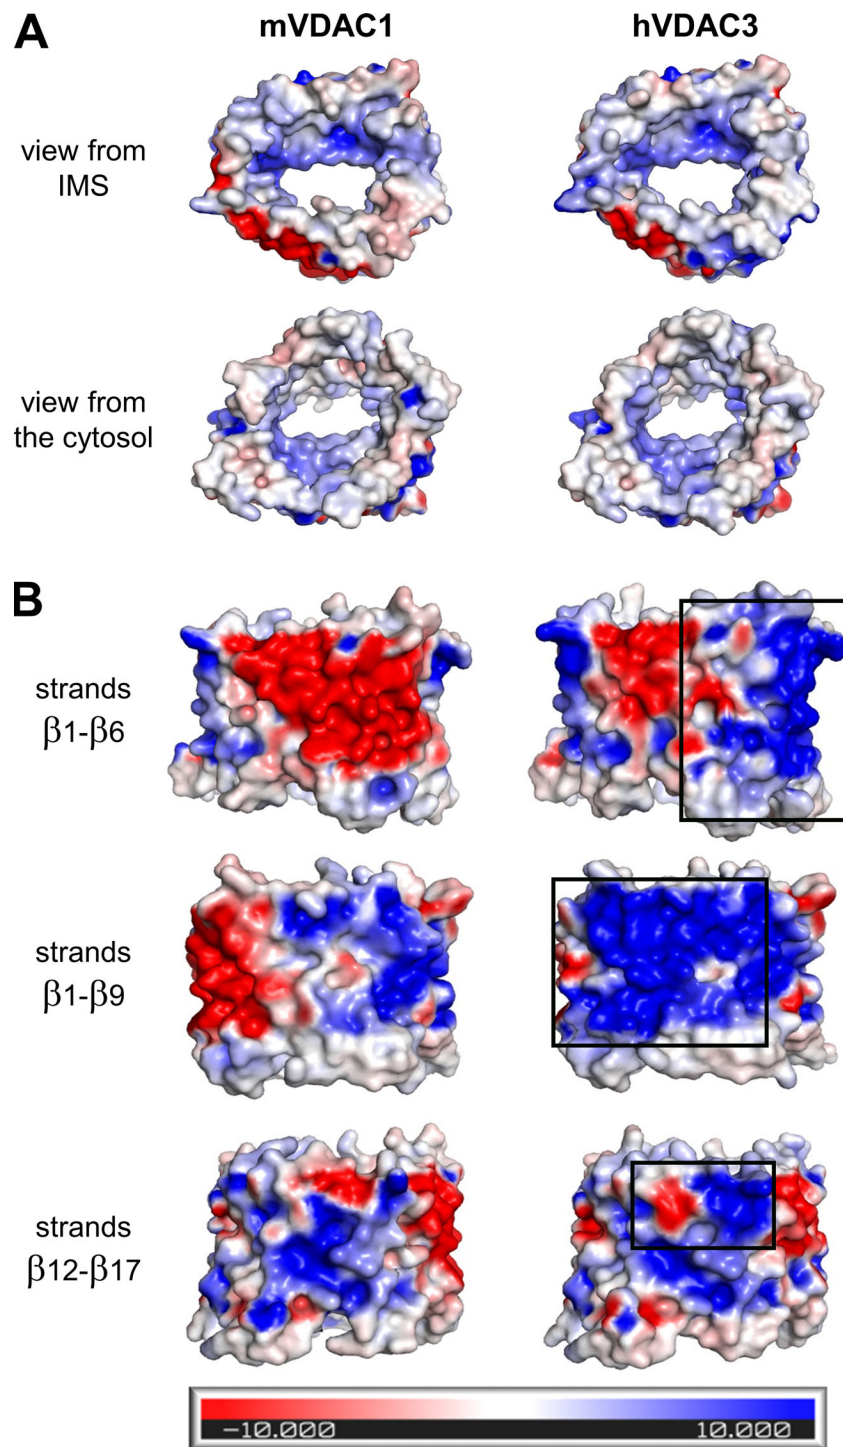 A
mVDAC1 hVDAC3
view from
IMS
view from
the cytosol
B
strands
β1-β6
strands
β1-β9
strands
β12-β17
-10.000 10.000